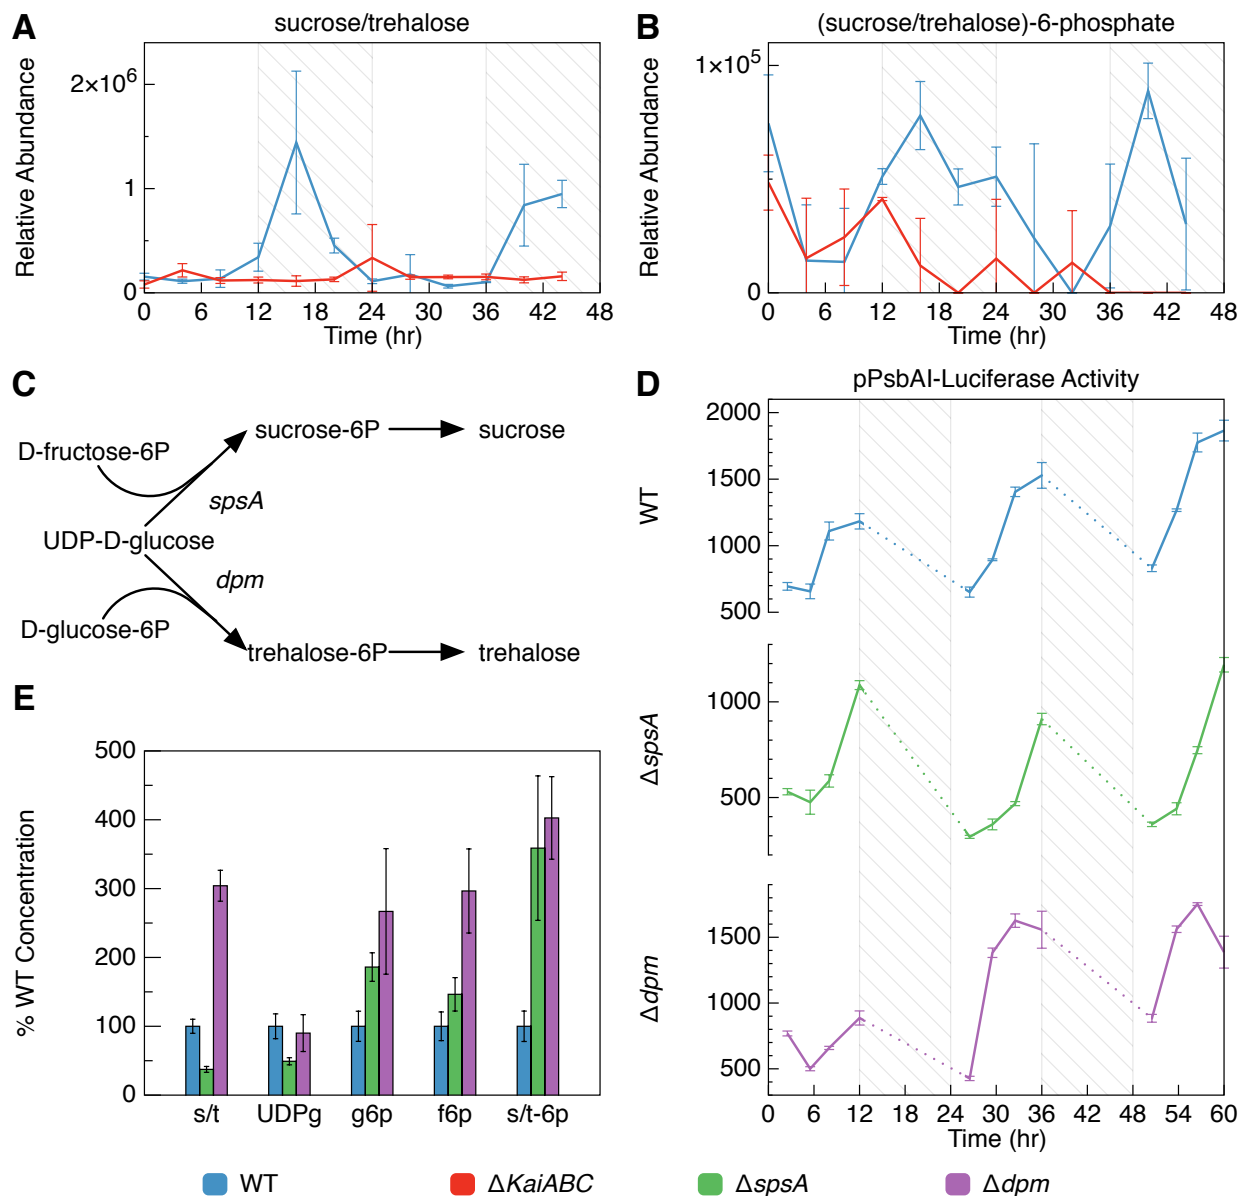 A
sucrose/trehalose
Relative Abundance
2×10⁶
1
0
0 6 12 18 24 30 36 42 48
Time (hr)
B
(sucrose/trehalose)-6-phosphate
Relative Abundance
1×10⁵
0
0 6 12 18 24 30 36 42 48
Time (hr)
C
D-fructose-6P
sucrose-6P
sucrose
spsA
UDP-D-glucose
dpm
D-glucose-6P
trehalose-6P
trehalose
D
pPsbAI-Luciferase Activity
WT
2000
1500
1000
500
ΔspsA
1000
500
Δdpm
1500
1000
500
0 6 12 18 24 30 36 42 48 54 60
Time (hr)
E
% WT Concentration
500
400
300
200
100
0
s/t UDPg g6p f6p s/t-6p
WT ΔKaiABC ΔspsA Δdpm